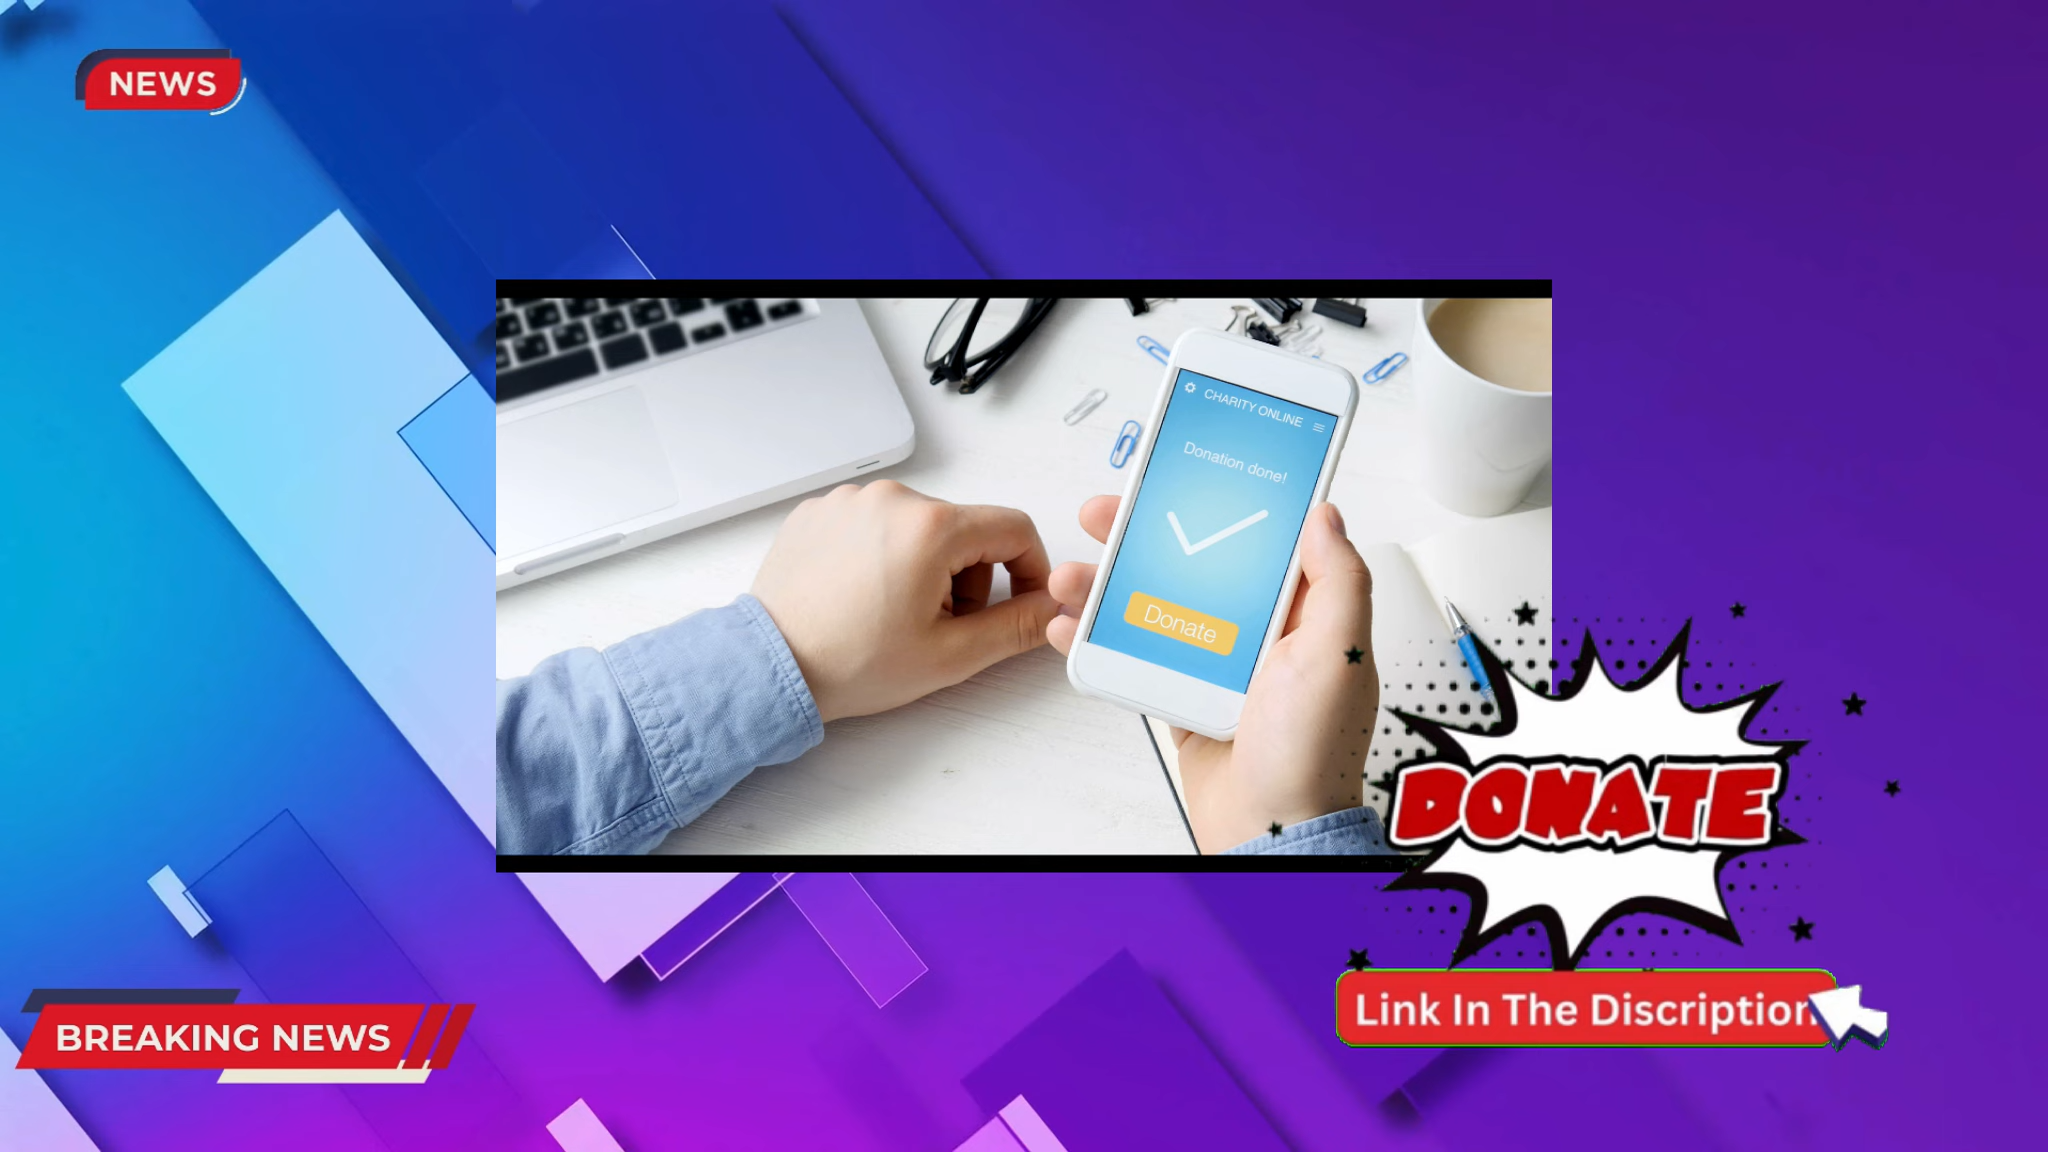 NEWS
CHARITY ONLINE
Donation done!
Donate
DONATE
Link In The Discription
BREAKING NEWS